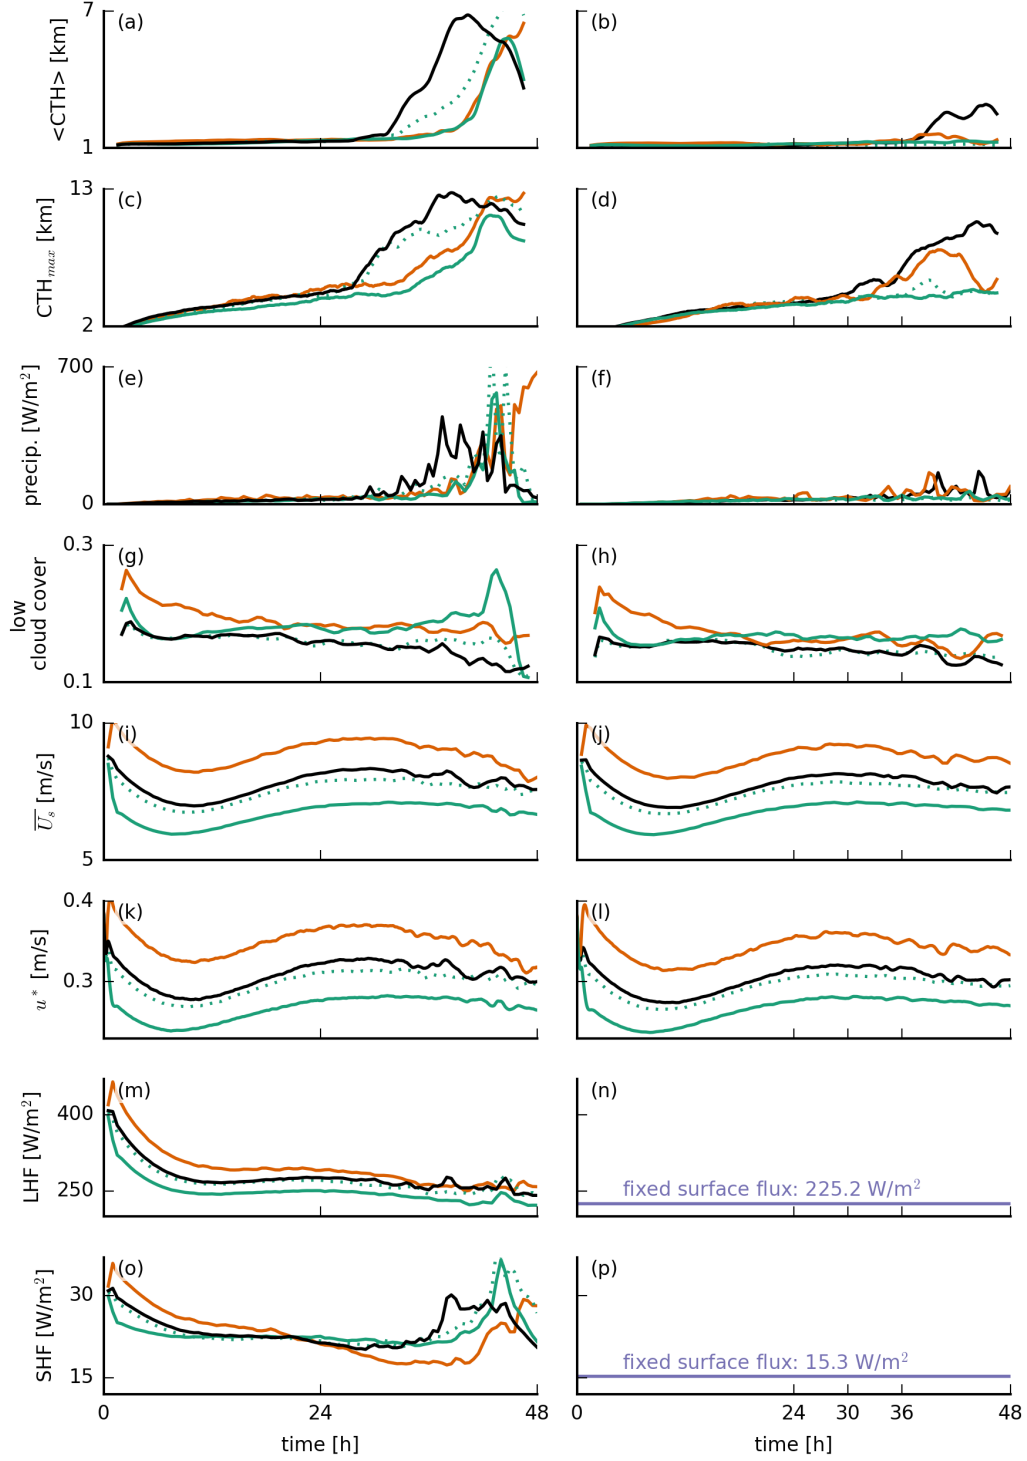 <CTH> [km]
7
1
(a)
(b)
CTH_max [km]
13
2
(c)
(d)
precip. [W/m²]
700
0
(e)
(f)
low
cloud cover
0.3
0.1
(g)
(h)
U̅_s [m/s]
10
5
(i)
(j)
u* [m/s]
0.4
0.3
(k)
(l)
LHF [W/m²]
400
250
(m)
(n)
fixed surface flux: 225.2 W/m²
SHF [W/m²]
30
15
(o)
(p)
fixed surface flux: 15.3 W/m²
0 24 48
0 24 30 36 48
time [h]
time [h]